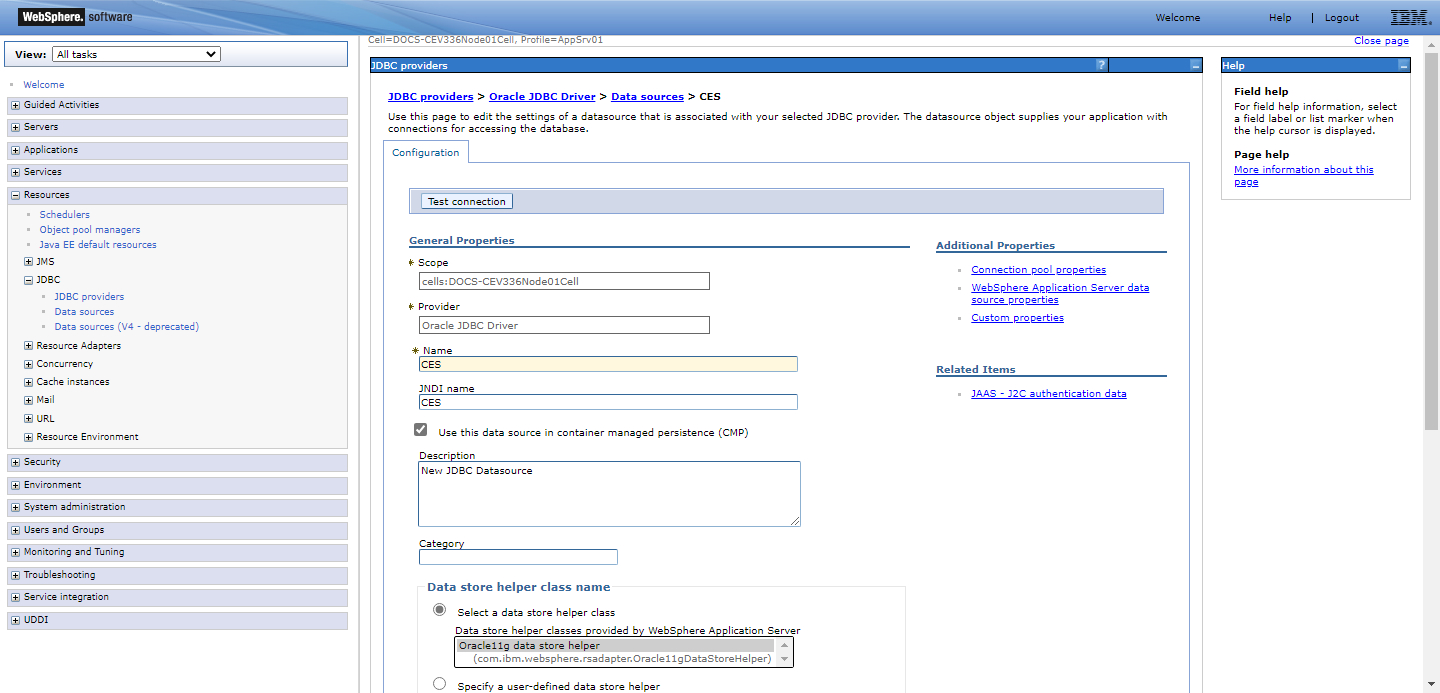 WebSphere. software
Welcome
Help | Logout
IBM.
View: All tasks
Cell=DOCS-CEV336Node01Cell, Profile=AppSrv01
Close page
Welcome
Guided Activities
Servers
Applications
Services
Resources
Schedulers
Object pool managers
Java EE default resources
JMS
JDBC
JDBC providers
Data sources
Data sources (V4 - deprecated)
Resource Adapters
Concurrency
Cache instances
Mail
URL
Resource Environment
Security
Environment
System administration
Users and Groups
Monitoring and Tuning
Troubleshooting
Service integration
UDDI
JDBC providers
?
JDBC providers > Oracle JDBC Driver > Data sources > CES
Use this page to edit the settings of a datasource that is associated with your selected JDBC provider. The datasource object supplies your application with
connections for accessing the database.
Configuration
Test connection
General Properties
Scope
cells:DOCS-CEV336Node01Cell
Provider
Oracle JDBC Driver
Name
CES
JNDI name
CES
Use this data source in container managed persistence (CMP)
Description
New JDBC Datasource
Category
Data store helper class name
Select a data store helper class
Data store helper classes provided by WebSphere Application Server
Oracle11g data store helper
(com.ibm.websphere.rsadapter.Oracle11gDataStoreHelper)
Specify a user-defined data store helper
Additional Properties
Connection pool properties
WebSphere Application Server data
source properties
Custom properties
Related Items
JAAS - J2C authentication data
Help
Field help
For field help information, select
a field label or list marker when
the help cursor is displayed.
Page help
More information about this
page